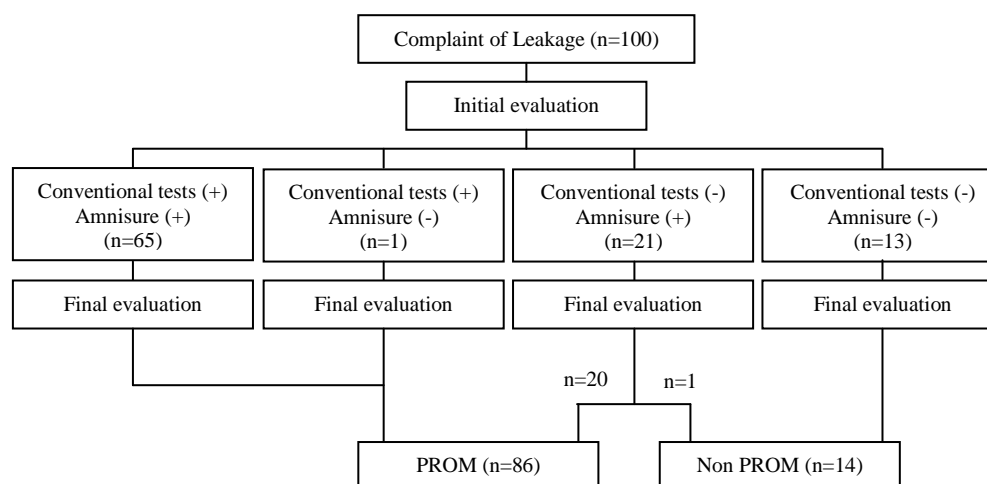 Complaint of Leakage (n=100)
Initial evaluation
Conventional tests (+)
Amnisure (+)
(n=65)
Conventional tests (+)
Amnisure (-)
(n=1)
Conventional tests (-)
Amnisure (+)
(n=21)
Conventional tests (-)
Amnisure (-)
(n=13)
Final evaluation
Final evaluation
Final evaluation
Final evaluation
n=20
n=1
PROM (n=86)
Non PROM (n=14)